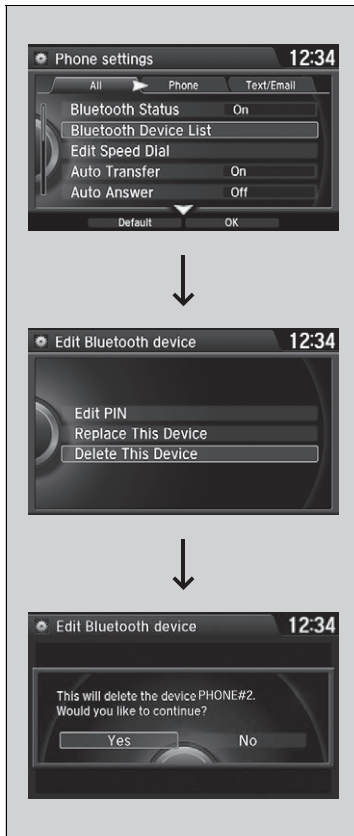 Phone settings 12:34
All Phone Text/Email
Bluetooth Status On
Bluetooth Device List
Edit Speed Dial
Auto Transfer On
Auto Answer Off
Default OK
Edit Bluetooth device 12:34
Edit PIN
Replace This Device
Delete This Device
Edit Bluetooth device 12:34
This will delete the device PHONE#2.
Would you like to continue?
Yes No